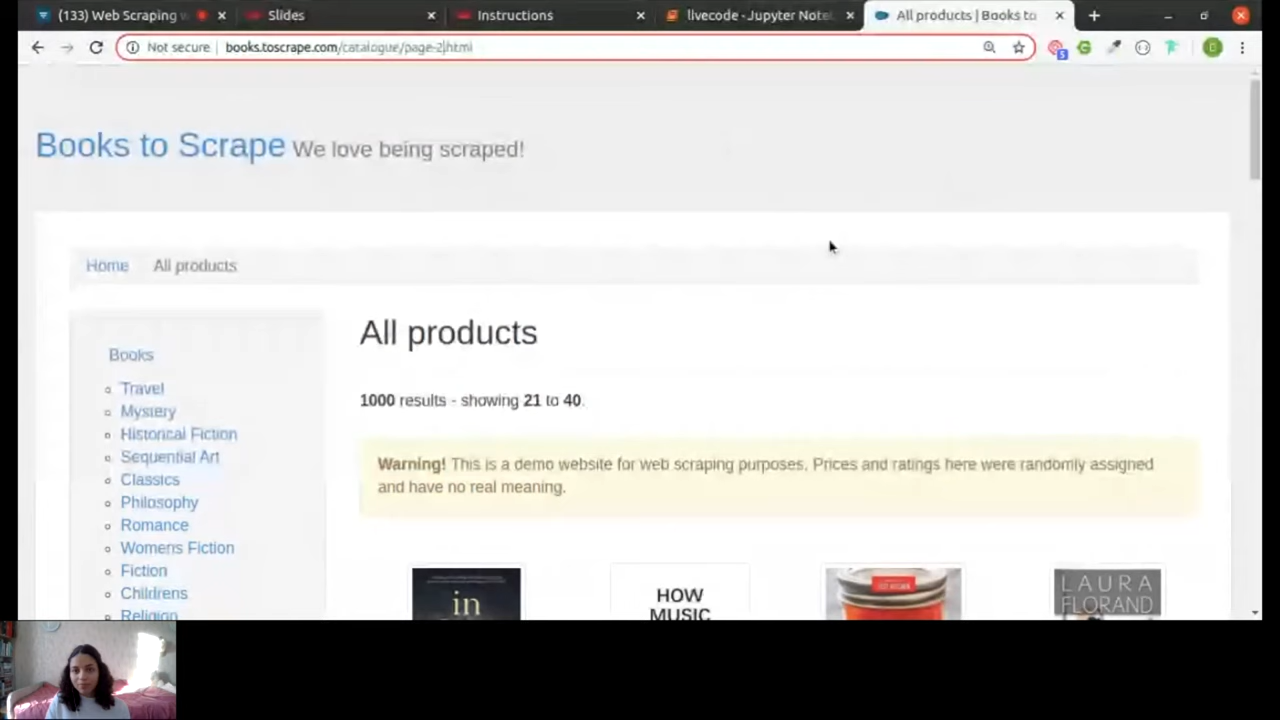 (133) Web Scraping w
Slides
Instructions
livecode - Jupyter Note
All products | Books to
Not secure
books.toscrape.com/catalogue/page-2.html
5
Books to Scrape We love being scraped!
Home
All products
All products
1000 results - showing 21 to 40.
Warning! This is a demo website for web scraping purposes. Prices and ratings here were randomly assigned
and have no real meaning.
Books
Travel
Mystery
Historical Fiction
Sequential Art
Classics
Philosophy
Romance
Womens Fiction
Fiction
Childrens
Religion
in
HOW
MUSIC
LAURA
FLORAND